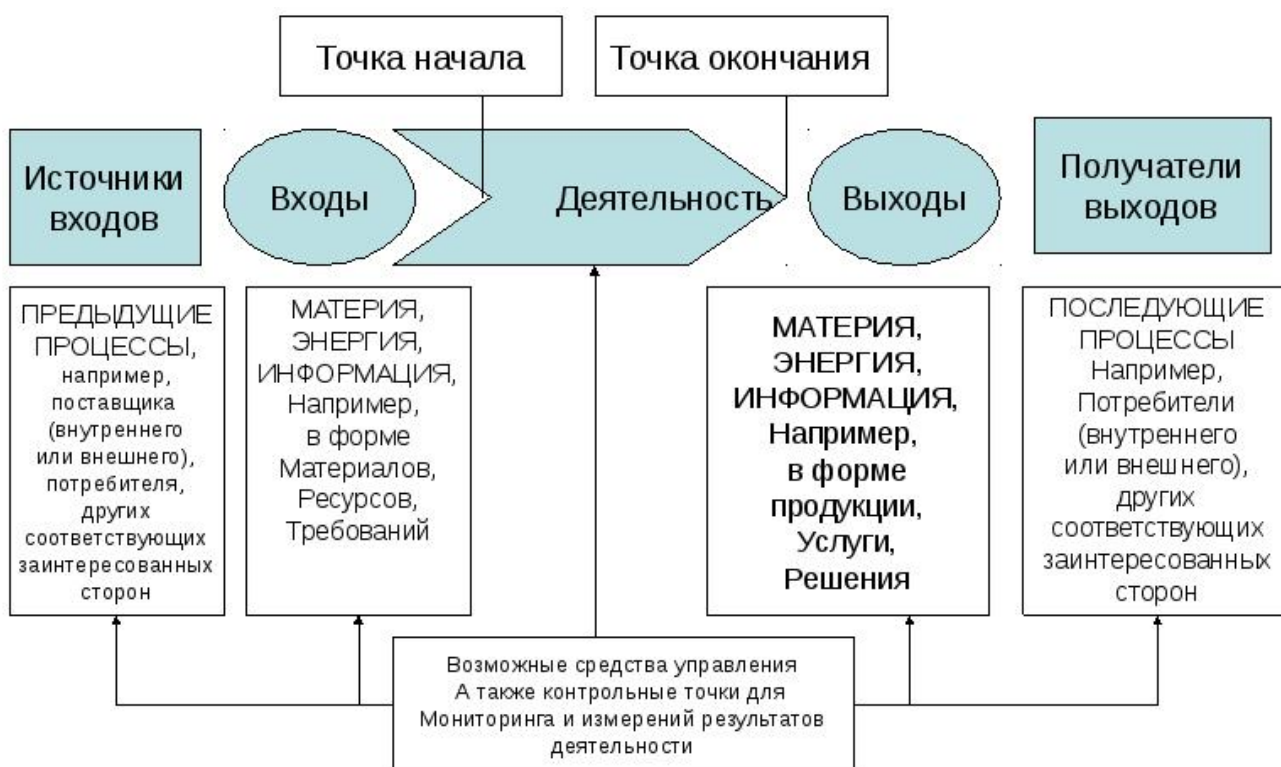 Точка начала
Точка окончания
Источники
входов
Входы
Деятельность
Выходы
Получатели
выходов
ПРЕДЫДУЩИЕ
ПРОЦЕССЫ,
например,
поставщика
(внутреннего
или внешнего),
потребителя,
других
соответствующих
заинтересованных
сторон
МАТЕРИЯ,
ЭНЕРГИЯ,
ИНФОРМАЦИЯ,
Например,
в форме
Материалов,
Ресурсов,
Требований
МАТЕРИЯ,
ЭНЕРГИЯ,
ИНФОРМАЦИЯ,
Например,
в форме
продукции,
Услуги,
Решения
ПОСЛЕДУЮЩИЕ
ПРОЦЕССЫ
Например,
Потребители
(внутреннего
или внешнего),
других
соответствующих
заинтересованных
сторон
Возможные средства управления
А также контрольные точки для
Мониторинга и измерений результатов
деятельности